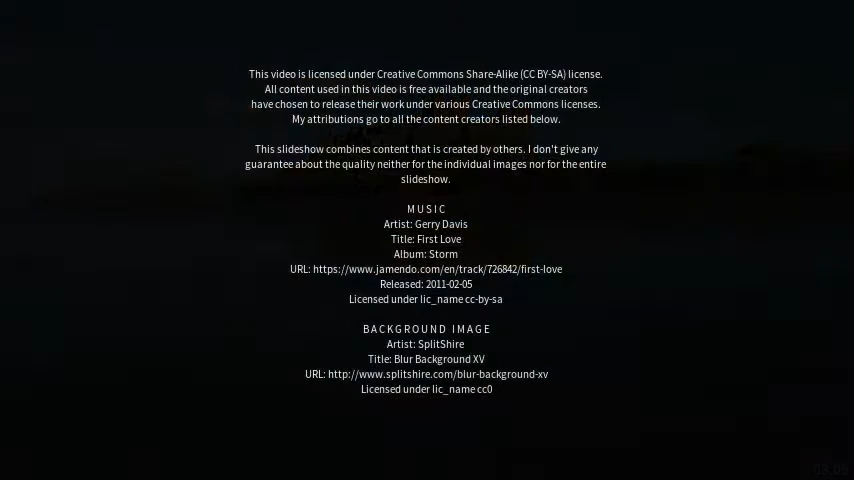 This video is licensed under Creative Commons Share-Alike (CC BY-SA) license.
All content used in this video is free available and the original creators
have chosen to release their work under various Creative Commons licenses.
My attributions go to all the content creators listed below.
This slideshow combines content that is created by others. I don't give any
guarantee about the quality neither for the individual images nor for the entire
slideshow.
MUSIC
Artist: Gerry Davis
Title: First Love
Album: Storm
URL: https://www.jamendo.com/en/track/726842/first-love
Released: 2011-02-05
Licensed under lic_name cc-by-sa
BACKGROUND IMAGE
Artist: SplitShire
Title: Blur Background XV
URL: http://www.splitshire.com/blur-background-xv
Licensed under lic_name cc0